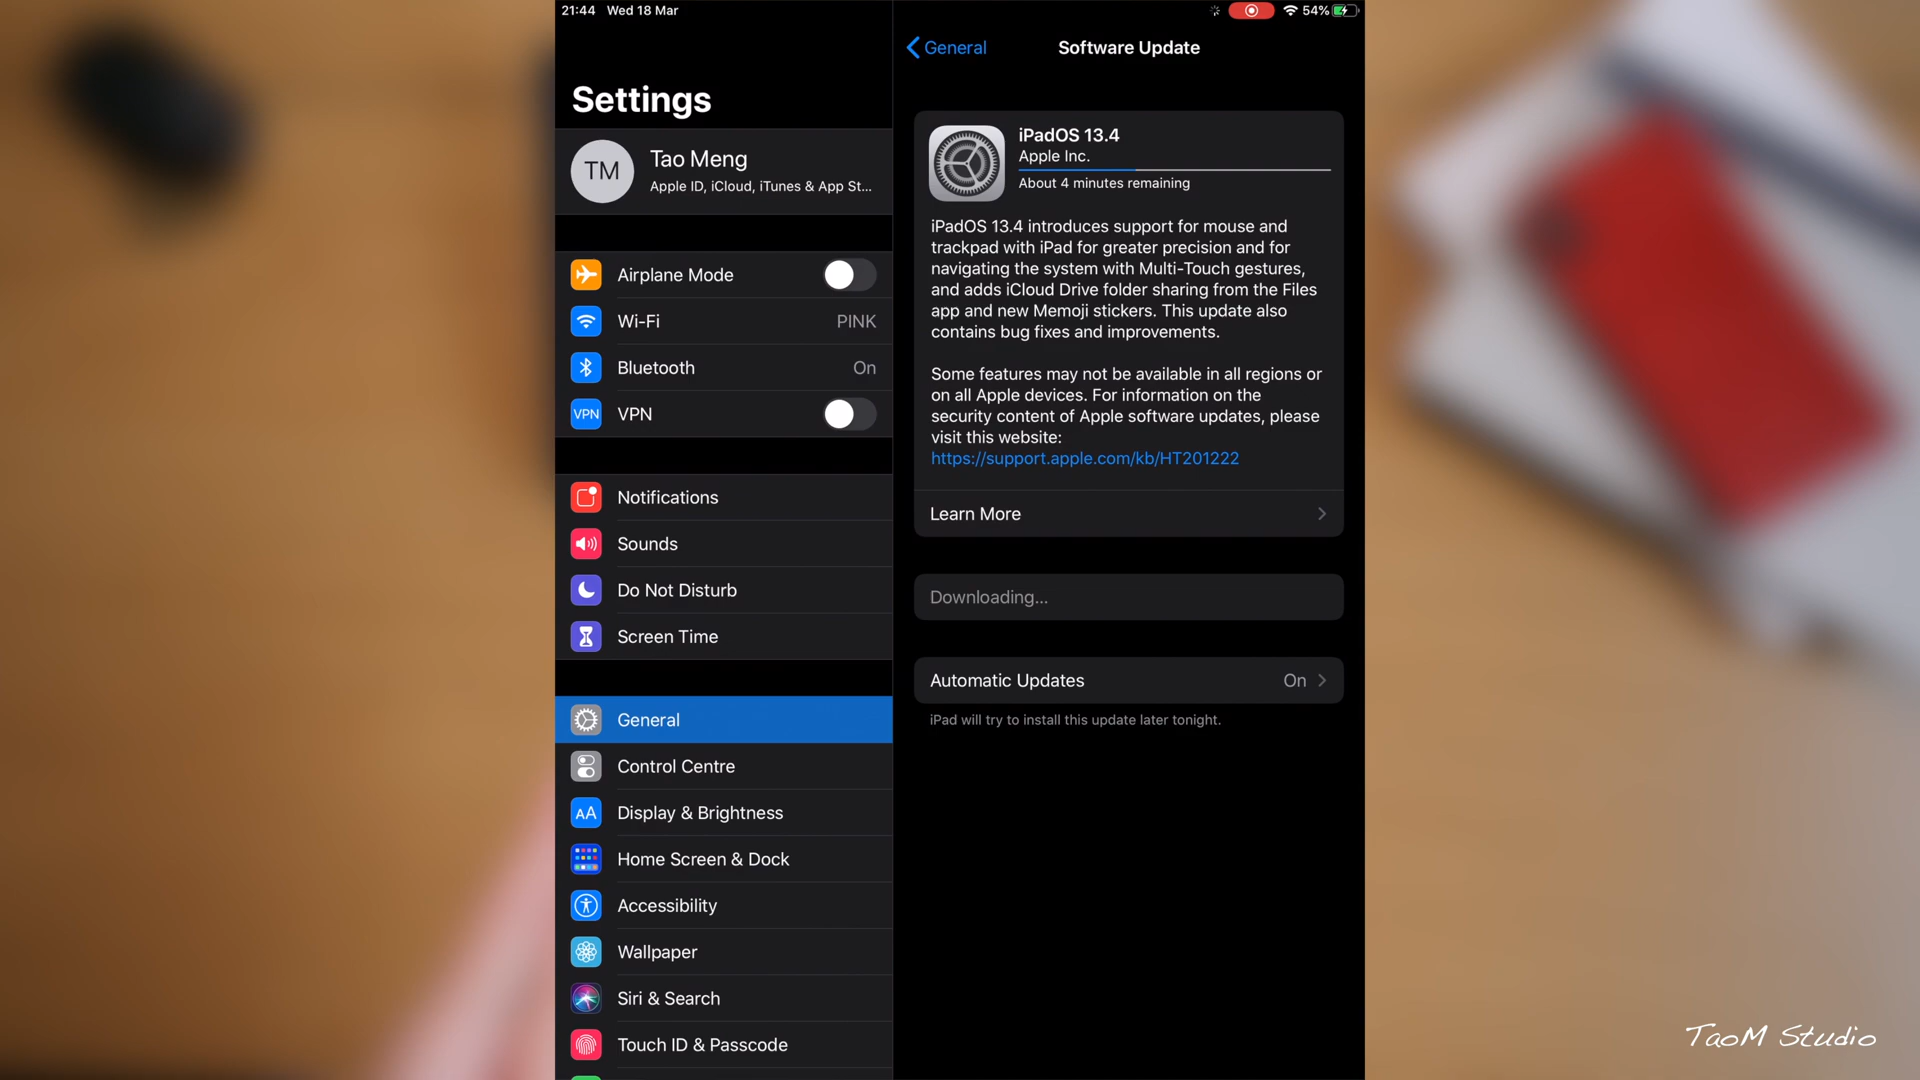 21:44 Wed 18 Mar
54%
Settings
TM
Tao Meng
Apple ID, iCloud, iTunes & App St...
Airplane Mode
Wi-Fi PINK
Bluetooth On
VPN VPN
Notifications
Sounds
Do Not Disturb
Screen Time
General
Control Centre
AA Display & Brightness
Home Screen & Dock
Accessibility
Wallpaper
Siri & Search
Touch ID & Passcode
General
Software Update
iPadOS 13.4
Apple Inc.
About 4 minutes remaining
iPadOS 13.4 introduces support for mouse and
trackpad with iPad for greater precision and for
navigating the system with Multi-Touch gestures,
and adds iCloud Drive folder sharing from the Files
app and new Memoji stickers. This update also
contains bug fixes and improvements.
Some features may not be available in all regions or
on all Apple devices. For information on the
security content of Apple software updates, please
visit this website:
https://support.apple.com/kb/HT201222
Learn More
Downloading...
Automatic Updates On
iPad will try to install this update later tonight.
TaoM Studio